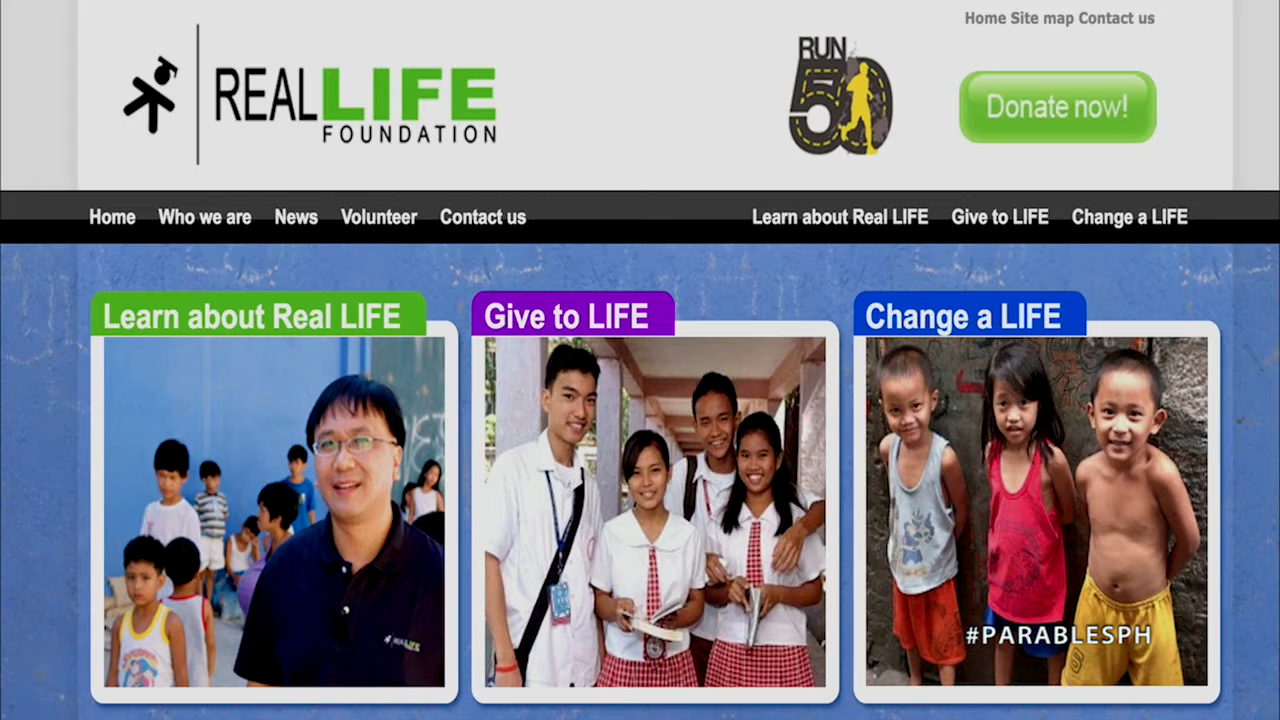 Home Site map Contact us
REAL LIFE
FOUNDATION
RUN
50
Donate now!
Home Who we are News Volunteer Contact us
Learn about Real LIFE Give to LIFE Change a LIFE
Learn about Real LIFE
Give to LIFE
Change a LIFE
REAL LIFE
#PARABLESPH